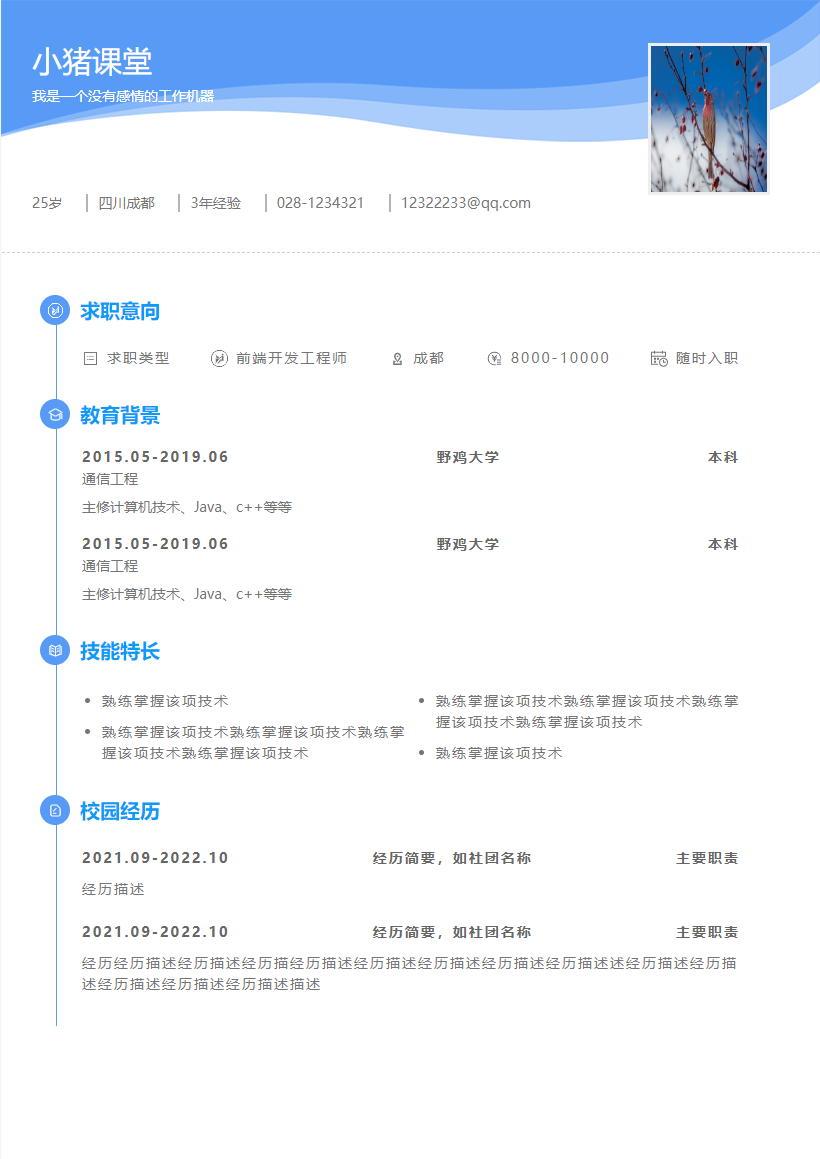 小猪课堂
我是一个没有感情的工作机器
25岁 四川成都 3年经验 028-1234321 12322233@qq.com
求职意向
求职类型 前端开发工程师 成都 8000-10000 随时入职
教育背景
2015.05-2019.06 野鸡大学 本科
通信工程
主修计算机技术、Java、c++等等
2015.05-2019.06 野鸡大学 本科
通信工程
主修计算机技术、Java、c++等等
技能特长
熟练掌握该项技术
熟练掌握该项技术熟练掌握该项技术熟练掌
握该项技术熟练掌握该项技术
熟练掌握该项技术熟练掌握该项技术熟练掌
握该项技术熟练掌握该项技术
熟练掌握该项技术
校园经历
2021.09-2022.10 经历简要，如社团名称 主要职责
经历描述
2021.09-2022.10 经历简要，如社团名称 主要职责
经历经历描述经历描述经历描经历描述经历描述经历描述经历描述经历描述述经历描述经历描
述经历描述经历描述经历描述描述